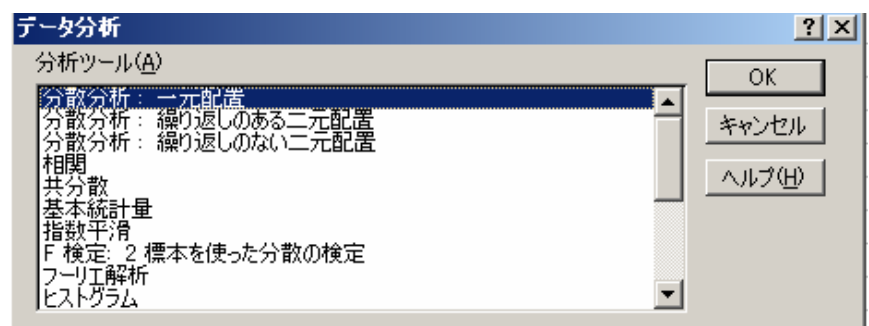 データ分析
分析ツール(A)
分散分析： 一元配置
分散分析： 繰り返しのある二元配置
分散分析： 繰り返しのない二元配置
相関
共分散
基本統計量
指数平滑
F 検定: 2 標本を使った分散の検定
フーリエ解析
ヒストグラム
OK
キャンセル
ヘルプ(H)